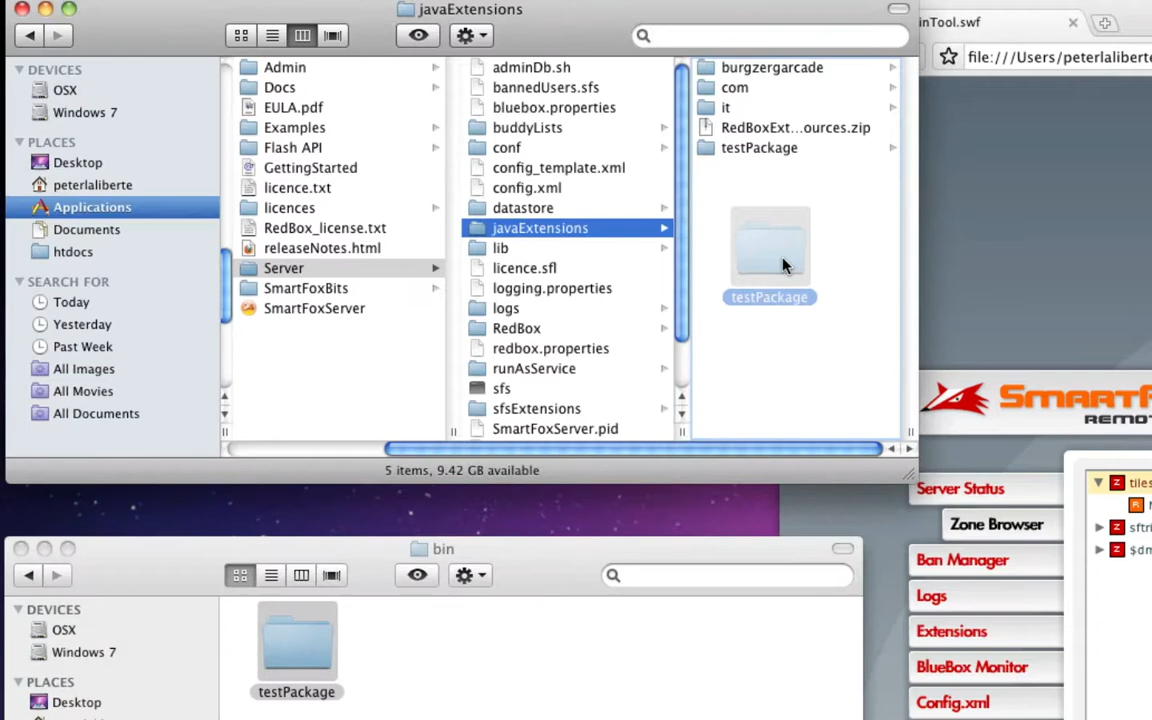 javaExtensions
DEVICES
OSX
Windows 7
PLACES
Desktop
peterlaliberte
Applications
Documents
htdocs
SEARCH FOR
Today
Yesterday
Past Week
All Images
All Movies
All Documents
Admin
Docs
EULA.pdf
Examples
Flash API
GettingStarted
licence.txt
licences
RedBox_license.txt
releaseNotes.html
Server
SmartFoxBits
SmartFoxServer
adminDb.sh
bannedUsers.sfs
bluebox.properties
buddyLists
conf
config_template.xml
config.xml
datastore
javaExtensions
lib
licence.sfl
logging.properties
logs
RedBox
redbox.properties
runAsService
sfs
sfsExtensions
SmartFoxServer.pid
burgzergarcade
com
it
RedBoxExt...ources.zip
testPackage
testPackage
5 items, 9.42 GB available
bin
DEVICES
OSX
Windows 7
PLACES
Desktop
testPackage
inTool.swf
file:///Users/peterlaliberte
SMARTF
REMO
Server Status
Zone Browser
Ban Manager
Logs
Extensions
BlueBox Monitor
Config.xml
Z tiles
R
Z sftri
Z $dm